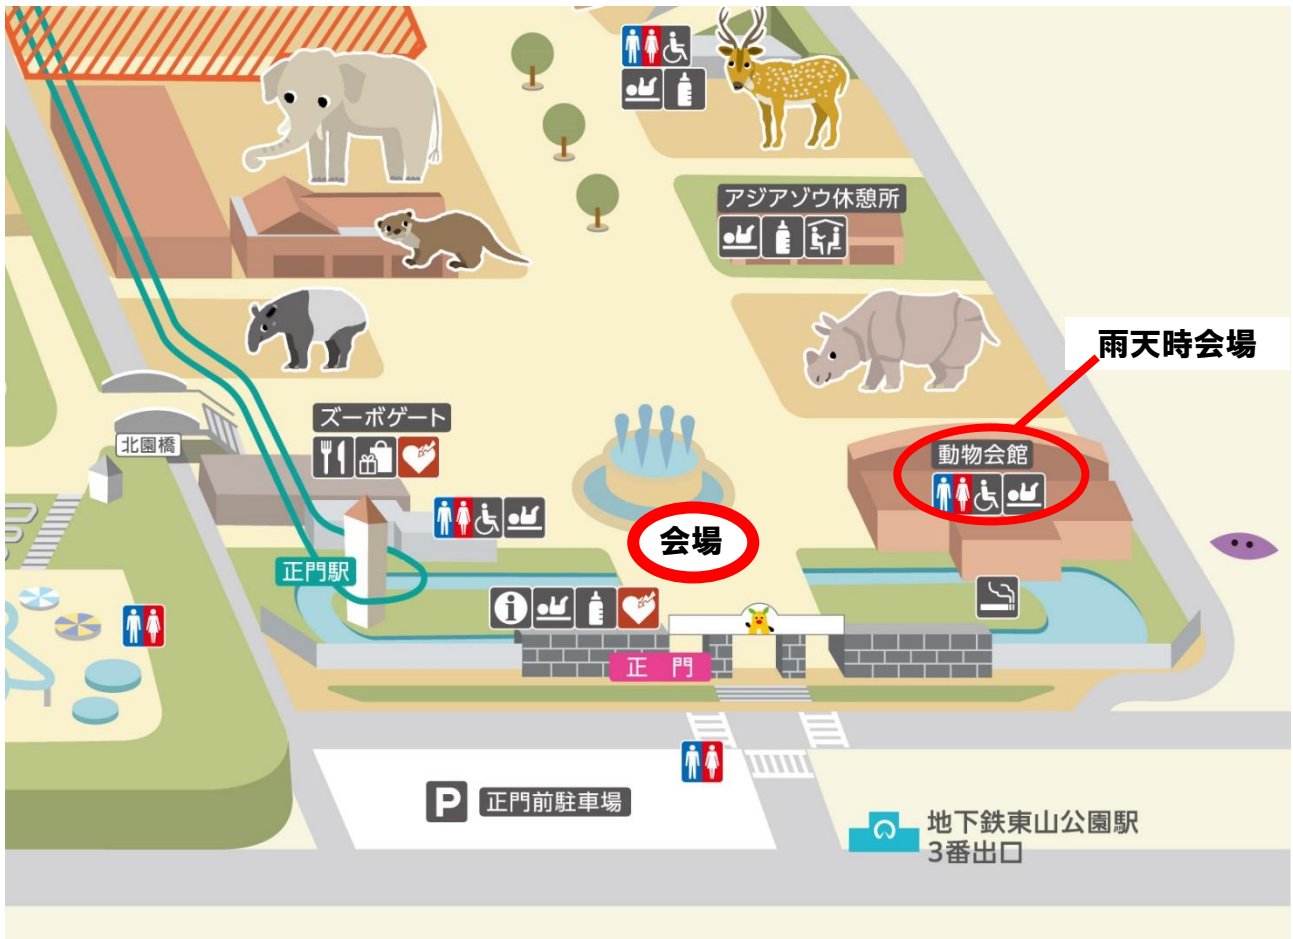 アジアゾウ休憩所
雨天時会場
ズーボゲート
北園橋
動物会館
会場
正門駅
正門
P 正門前駐車場
地下鉄東山公園駅
3番出口